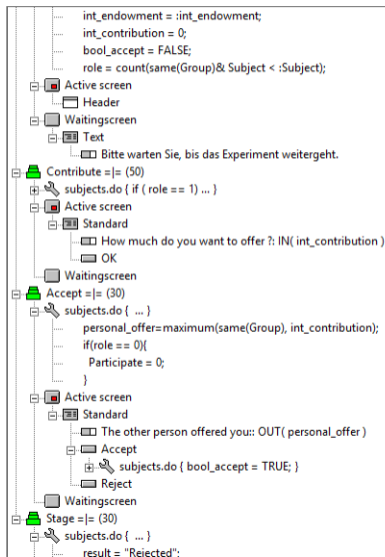 int_endowment = :int_endowment;
int_contribution = 0;
bool_accept = FALSE;
role = count(same(Group)& Subject < :Subject);
Active screen
Header
Waitingscreen
Text
Bitte warten Sie, bis das Experiment weitergeht.
Contribute =|= (50)
subjects.do { if ( role == 1) ... }
Active screen
Standard
How much do you want to offer ?: IN( int_contribution )
OK
Waitingscreen
Accept =|= (30)
subjects.do { ... }
personal_offer=maximum(same(Group), int_contribution);
if(role == 0){
Participate = 0;
}
Active screen
Standard
The other person offered you:: OUT( personal_offer )
Accept
subjects.do { bool_accept = TRUE; }
Reject
Waitingscreen
Stage =|= (30)
subjects.do { ... }
result = "Rejected";